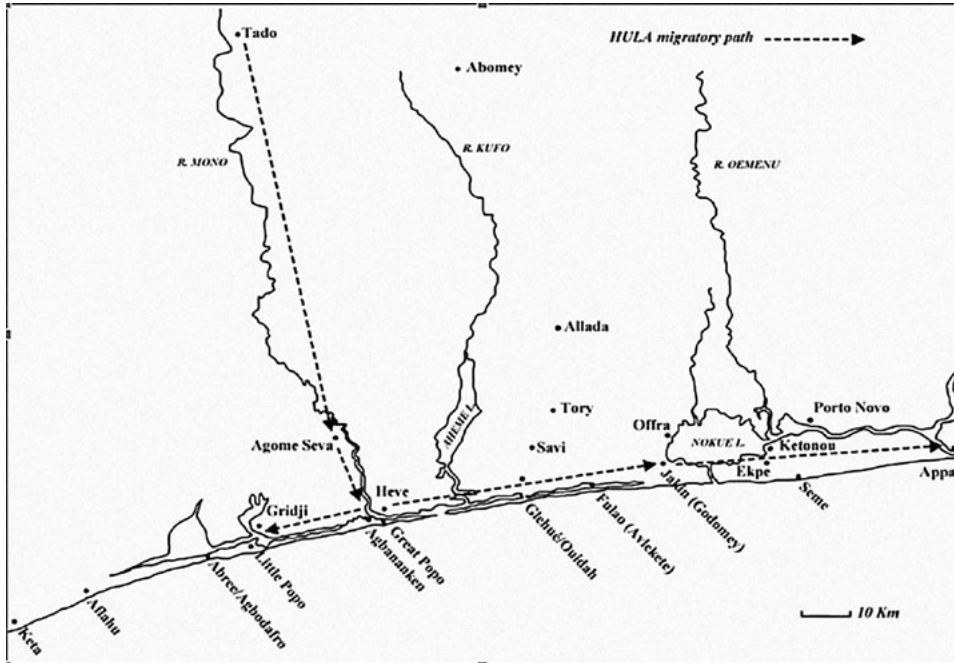 Tado
HULA migratory path
Abomey
R. MONO
R. KUFO
R. OEMENU
Allada
Tory
Savi
AHEME L.
Offra
NOKUE L.
Porto Novo
Ketonou
Ekpe
Appa
Agome Seva
Heve
Gridji
Jakin (Godomey)
Seme
Glehue/Ouidah
Fulao (Avlekete)
Great Popo
Agbananken
Little Popo
Abree/Agbodafro
Aflahu
Keta
10 Km